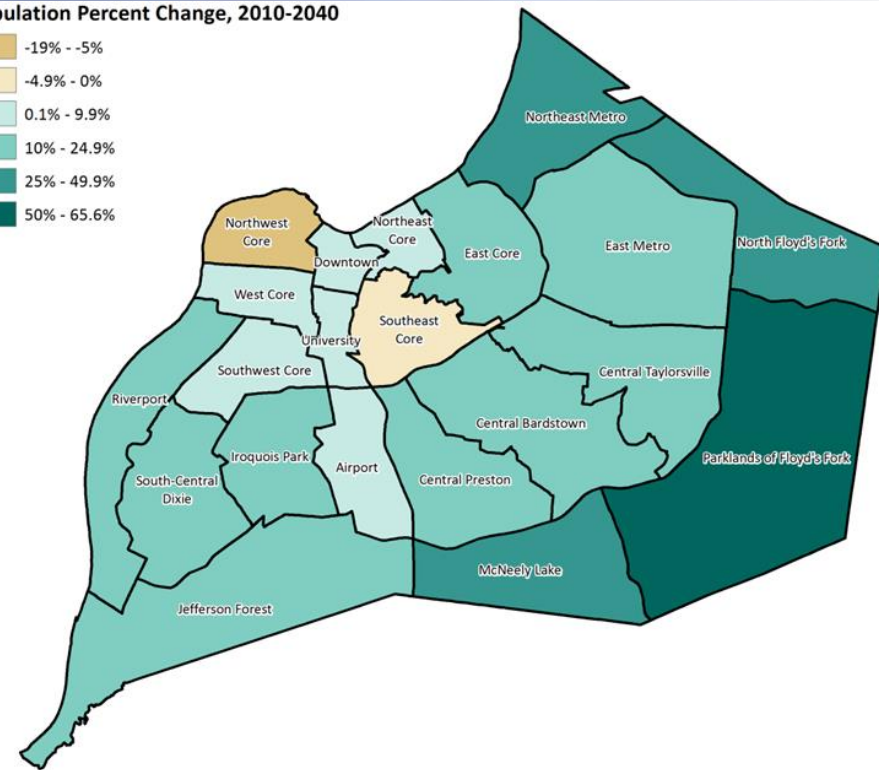 pulation Percent Change, 2010-2040
-19% - -5%
-4.9% - 0%
0.1% - 9.9%
10% - 24.9%
25% - 49.9%
50% - 65.6%
Northeast Metro
Northwest
Core
Northeast
Core
Downtown
East Core
East Metro
North Floyd's Fork
West Core
University
Southeast
Core
Southwest Core
Central Taylorsville
Riverport
Central Bardstown
Iroquois Park
Airport
Central Preston
Parklands of Floyd's Fork
South-Central
Dixie
McNeely Lake
Jefferson Forest